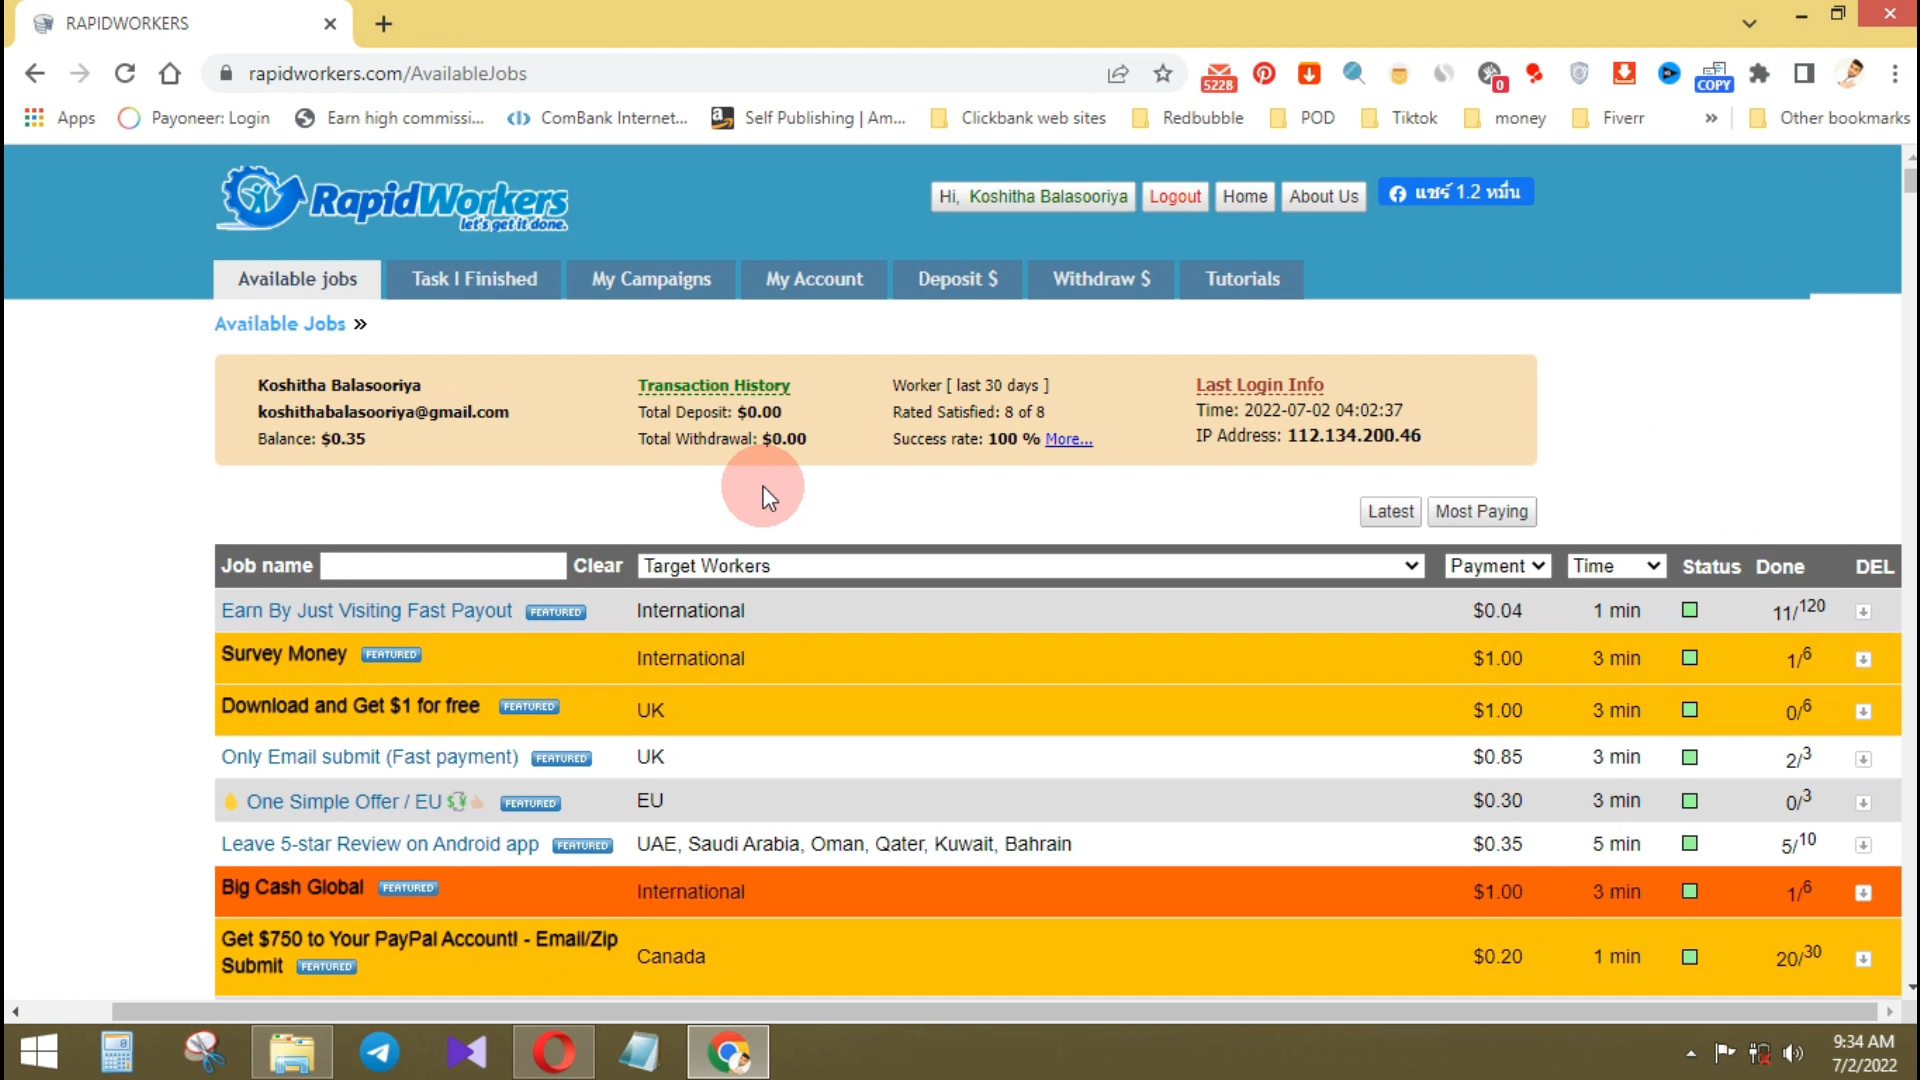 RAPIDWORKERS
rapidworkers.com/AvailableJobs
5228
0
COPY
Apps Payoneer: Login Earn high commissi... ComBank Internet... Self Publishing | Am... Clickbank web sites Redbubble POD Tiktok money Fiverr » Other bookmarks
RapidWorkers
let's get it done.
Hi, Koshitha Balasooriya Logout Home About Us แชร์ 1.2 หมื่น
Available jobs Task I Finished My Campaigns My Account Deposit $ Withdraw $ Tutorials
Available Jobs »
Koshitha Balasooriya Transaction History Worker [ last 30 days ] Last Login Info
koshithabalasooriya@gmail.com Total Deposit: $0.00 Rated Satisfied: 8 of 8 Time: 2022-07-02 04:02:37
Balance: $0.35 Total Withdrawal: $0.00 Success rate: 100 % More... IP Address: 112.134.200.46
Latest Most Paying
Job name Clear Target Workers Payment Time Status Done DEL
Earn By Just Visiting Fast Payout FEATURED International $0.04 1 min 11/120
Survey Money FEATURED International $1.00 3 min 1/6
Download and Get $1 for free FEATURED UK $1.00 3 min 0/6
Only Email submit (Fast payment) FEATURED UK $0.85 3 min 2/3
One Simple Offer / EU FEATURED EU $0.30 3 min 0/3
Leave 5-star Review on Android app FEATURED UAE, Saudi Arabia, Oman, Qater, Kuwait, Bahrain $0.35 5 min 5/10
Big Cash Global FEATURED International $1.00 3 min 1/6
Get $750 to Your PayPal Account! - Email/Zip
Submit FEATURED Canada $0.20 1 min 20/30
9:34 AM
7/2/2022